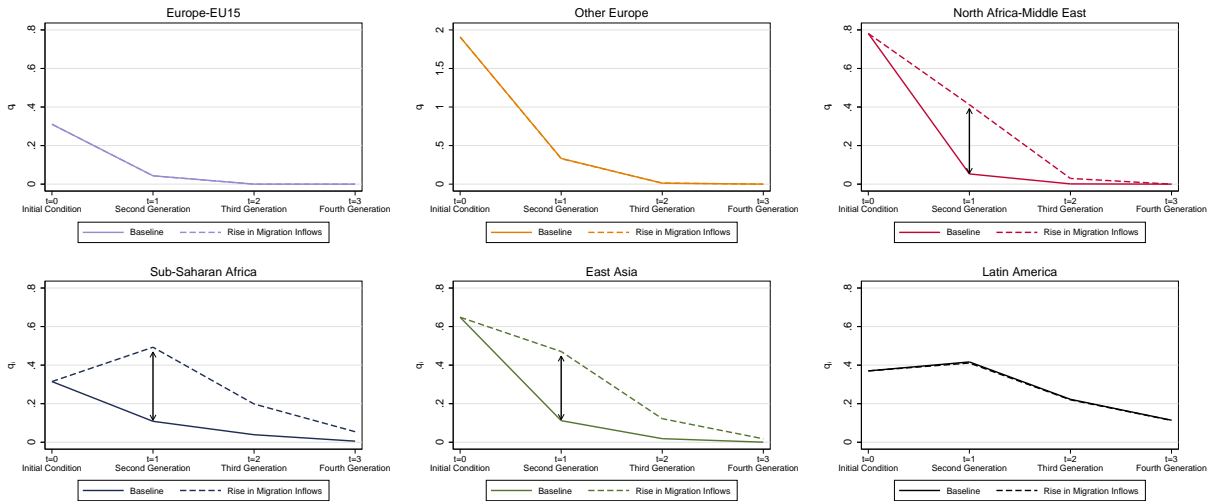 Europe-EU15
Other Europe
North Africa-Middle East
.8
.6
.4
.2
0
qi
t=0
Initial Condition
t=1
Second Generation
t=2
Third Generation
t=3
Fourth Generation
Baseline
Rise in Migration Inflows
2
1.5
1
.5
0
qi
t=0
Initial Condition
t=1
Second Generation
t=2
Third Generation
t=3
Fourth Generation
Baseline
Rise in Migration Inflows
.8
.6
.4
.2
0
qi
t=0
Initial Condition
t=1
Second Generation
t=2
Third Generation
t=3
Fourth Generation
Baseline
Rise in Migration Inflows
Sub-Saharan Africa
East Asia
Latin America
.8
.6
.4
.2
0
qi
t=0
Initial Condition
t=1
Second Generation
t=2
Third Generation
t=3
Fourth Generation
Baseline
Rise in Migration Inflows
.8
.6
.4
.2
0
qi
t=0
Initial Condition
t=1
Second Generation
t=2
Third Generation
t=3
Fourth Generation
Baseline
Rise in Migration Inflows
.8
.6
.4
.2
0
qi
t=0
Initial Condition
t=1
Second Generation
t=2
Third Generation
t=3
Fourth Generation
Baseline
Rise in Migration Inflows